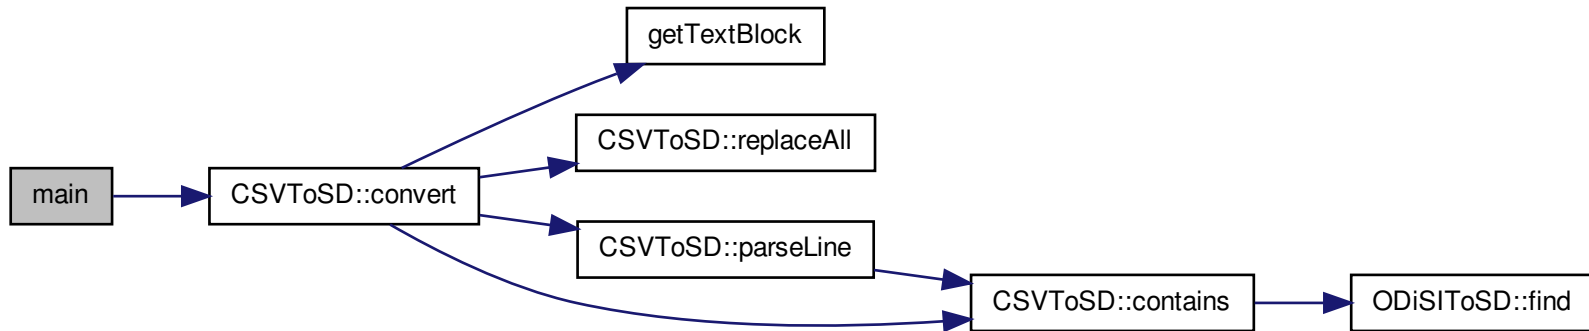 getTextBlock
CSVToSD::replaceAll
main
CSVToSD::convert
CSVToSD::parseLine
CSVToSD::contains
ODiSIToSD::find